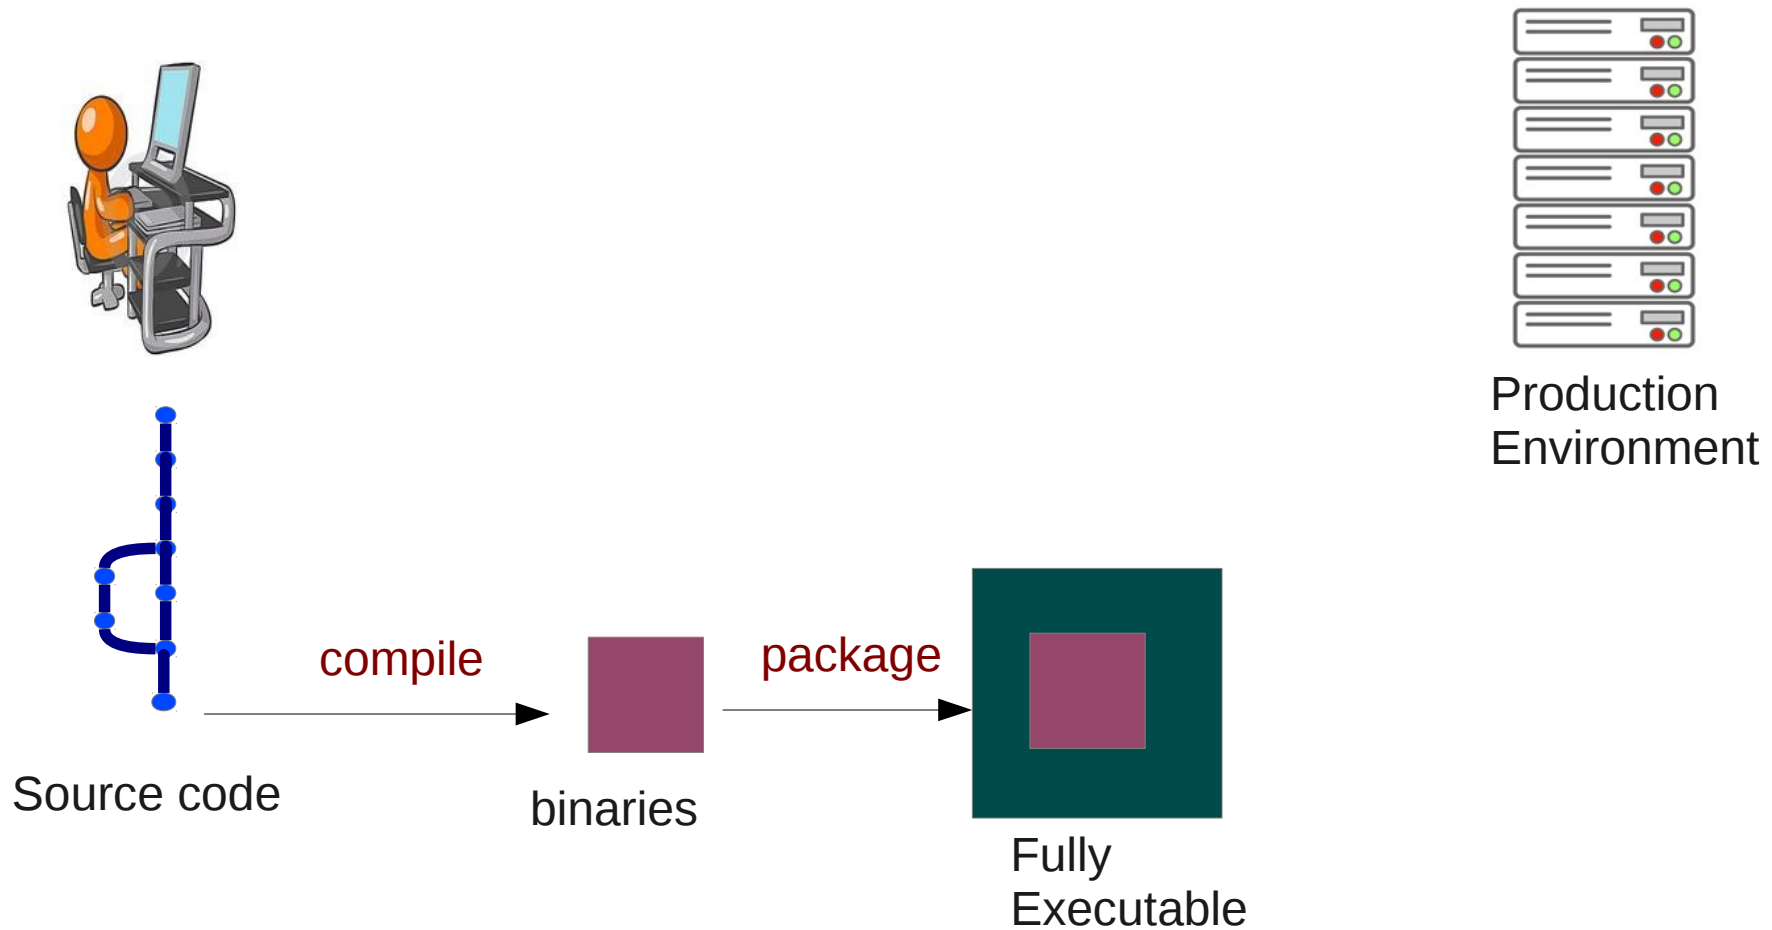 Production
Environment
compile
package
Source code
binaries
Fully
Executable